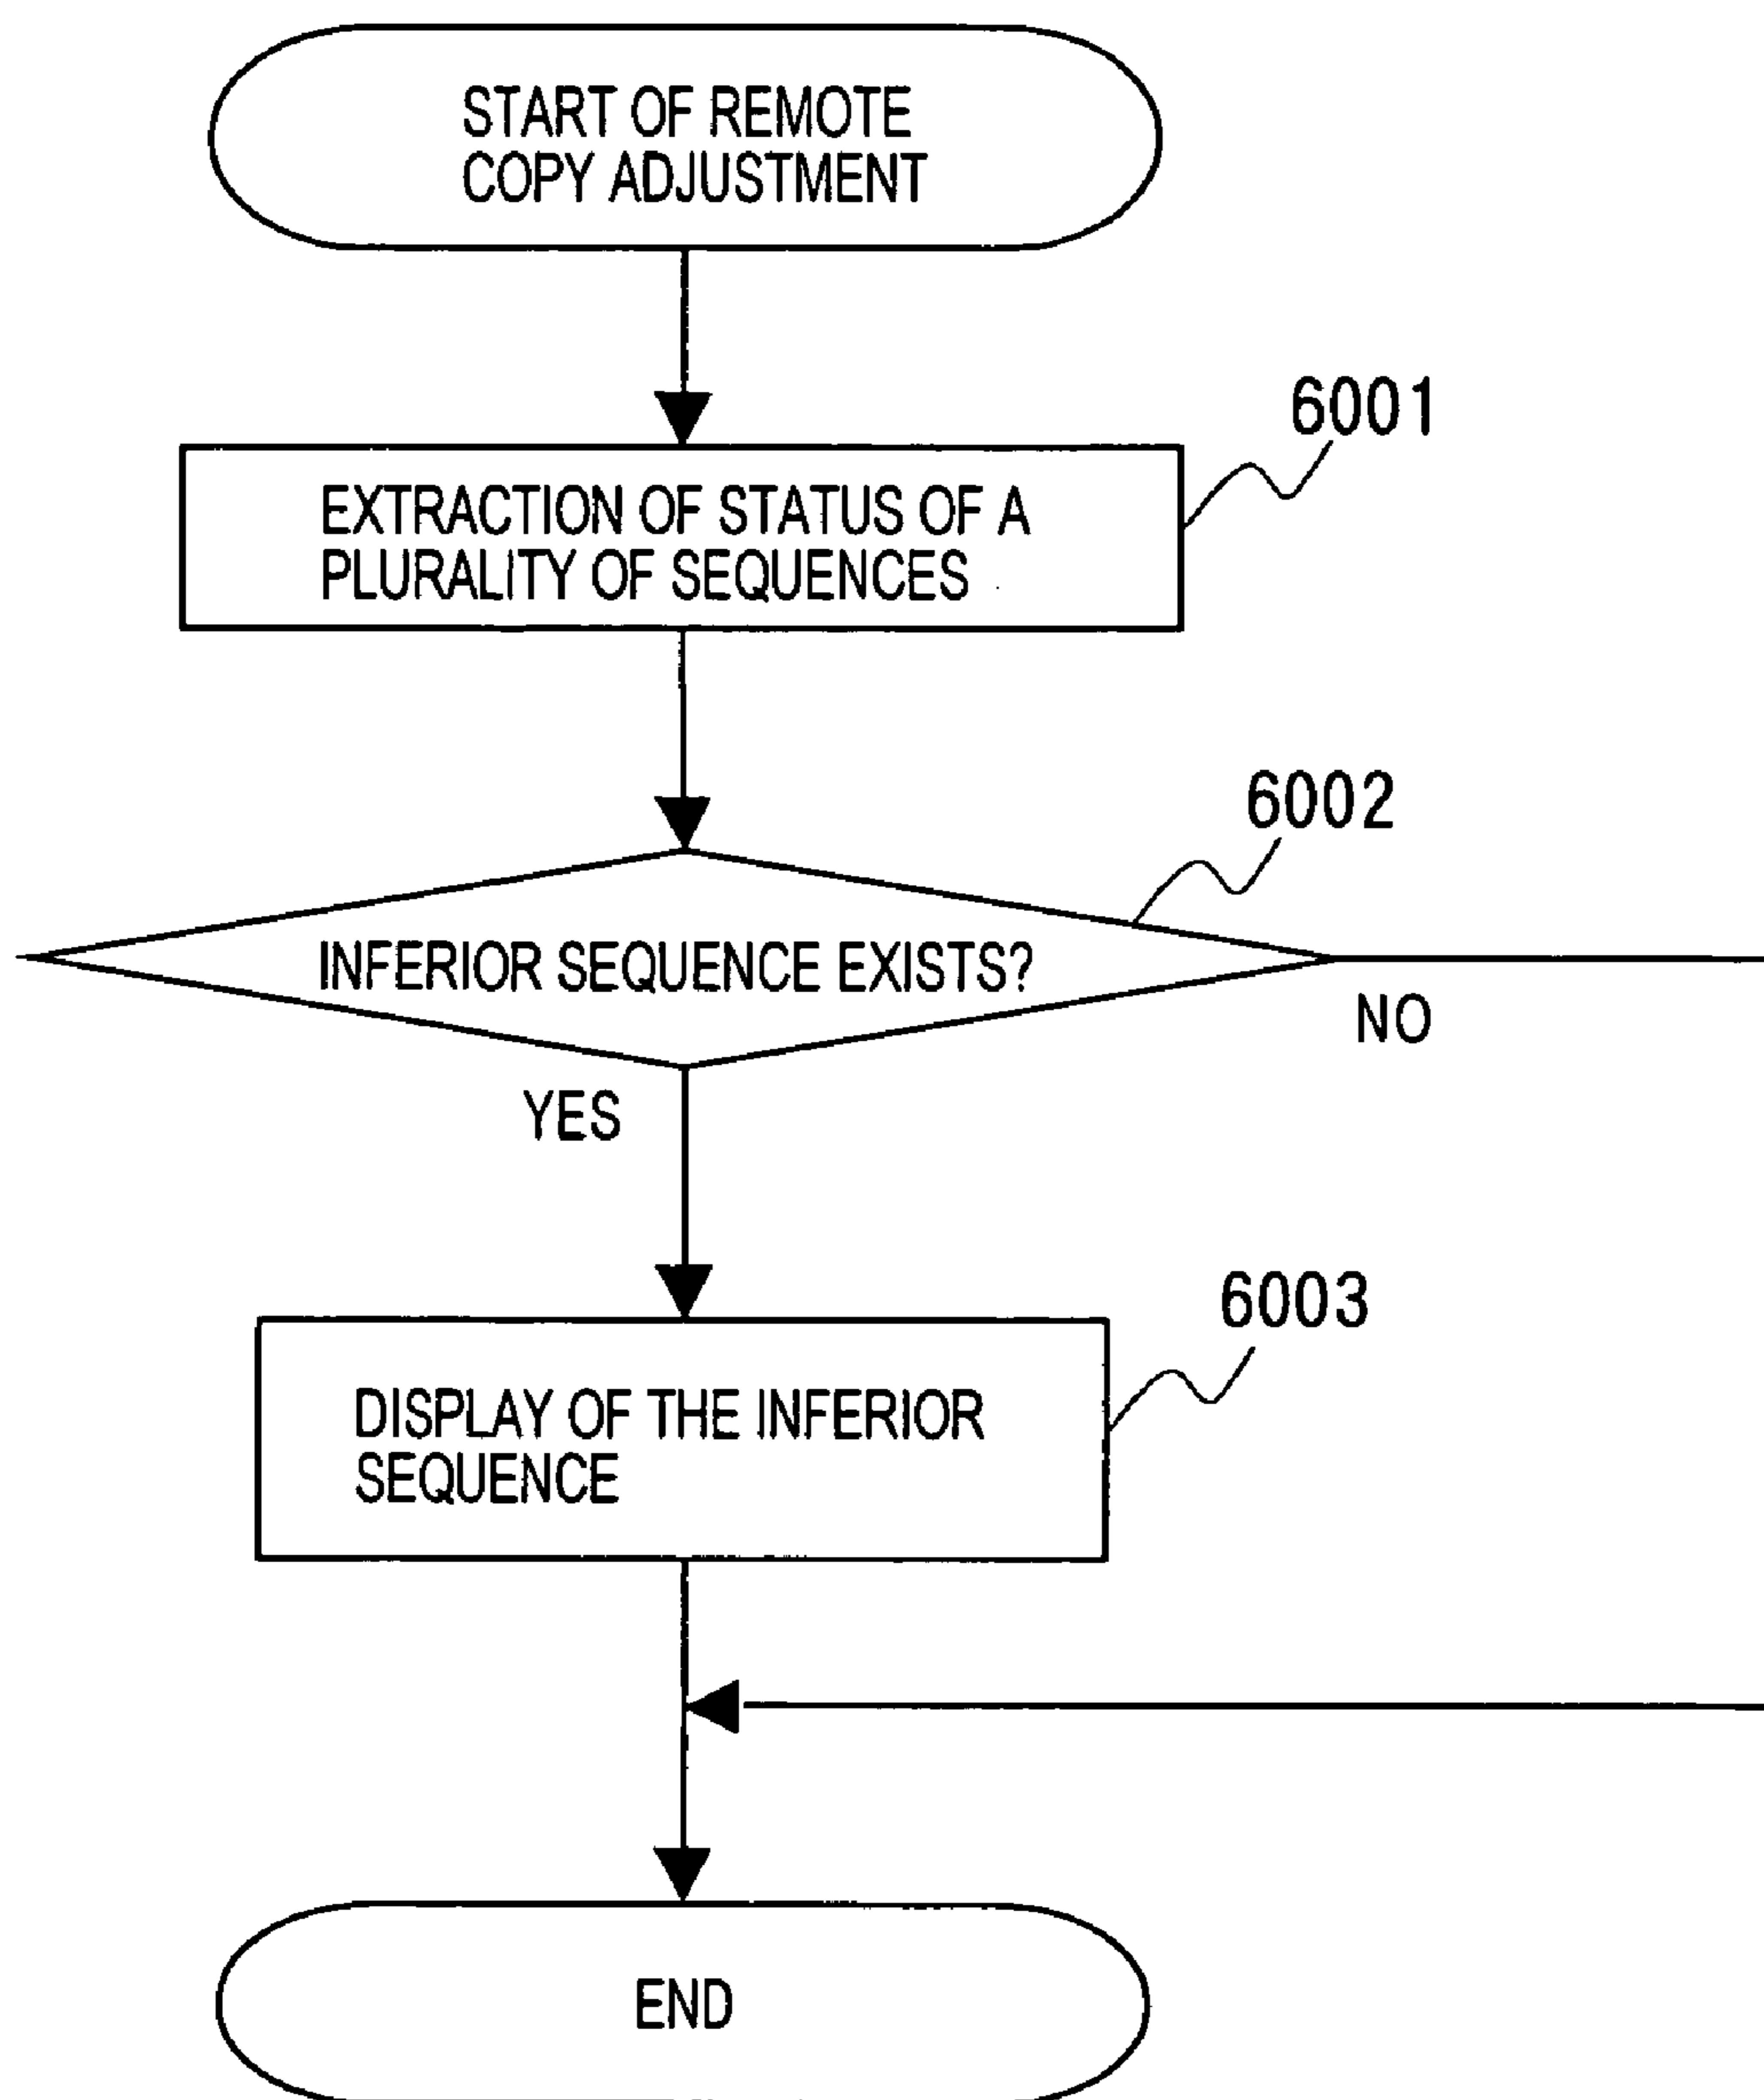 START OF REMOTE
COPY ADJUSTMENT
6001
EXTRACTION OF STATUS OF A
PLURALITY OF SEQUENCES
6002
INFERIOR SEQUENCE EXISTS?
NO
YES
6003
DISPLAY OF THE INFERIOR
SEQUENCE
END